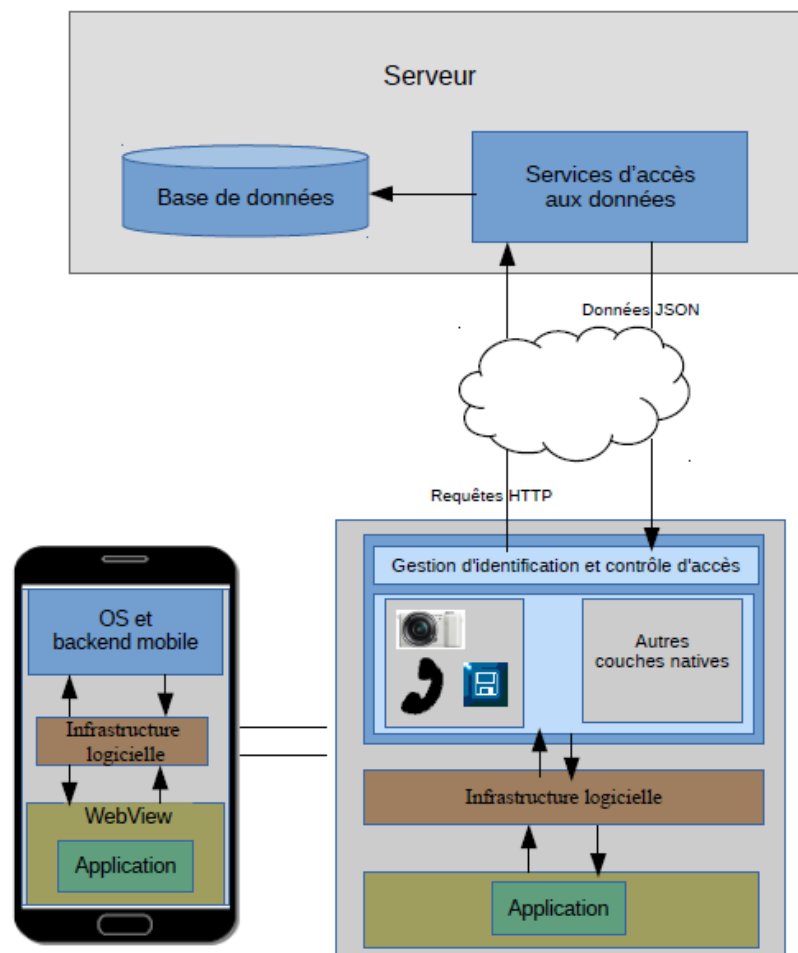 Serveur
Base de données
Services d'accès
aux données
Données JSON
Requêtes HTTP
Gestion d'identification et contrôle d'accès
Autres
couches natives
Infrastructure logicielle
Application
OS et
backend mobile
Infrastructure
logicielle
WebView
Application